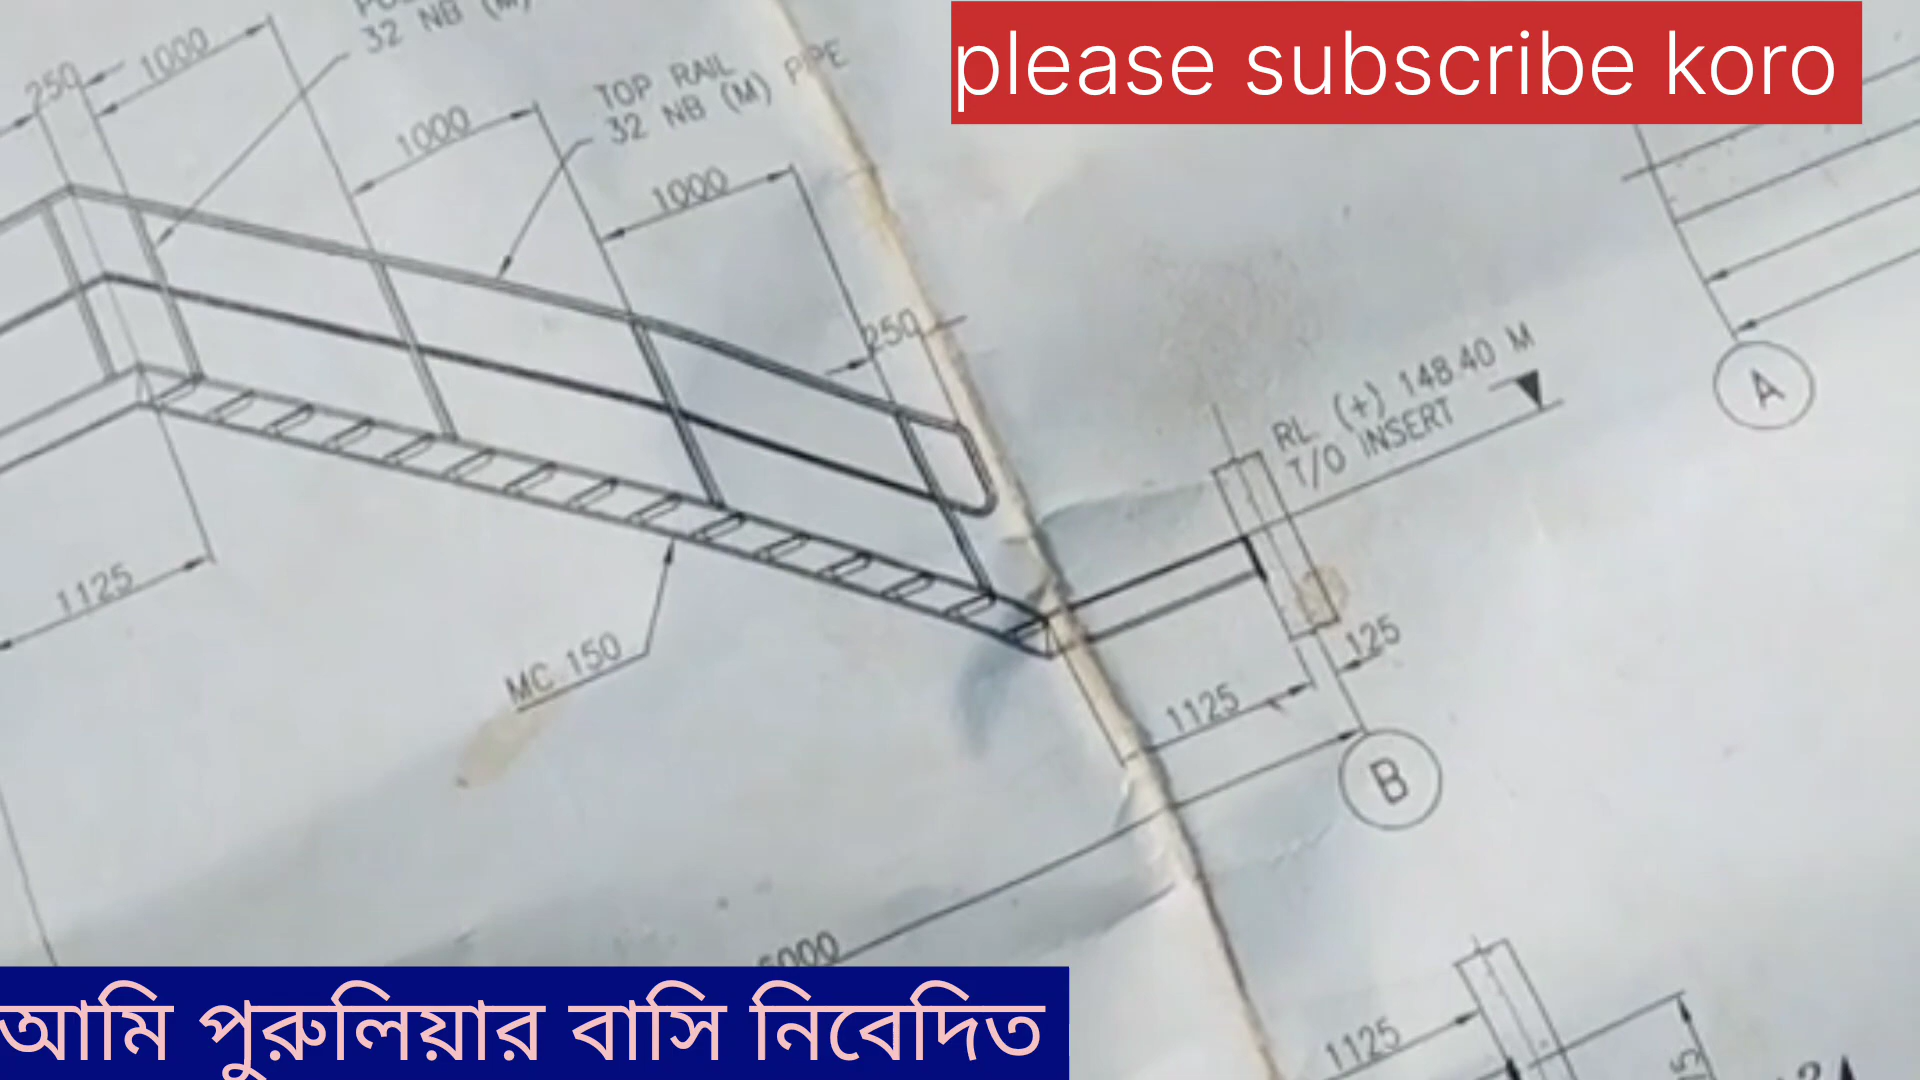 please subscribe koro
32 NB (M)
250
1000
TOP RAIL
32 NB (M) PIPE
1000
1000
250
RL (+) 148.40 M
T/O INSERT
A
1125
MC 150
125
1125
B
1125
আমি পুরুলিয়ার বাসি নিবেদিত